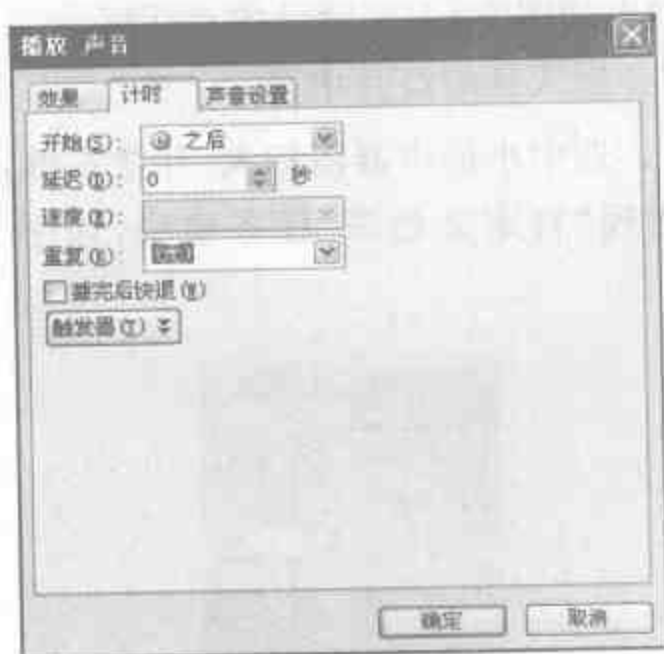 播放 声音
效果 计时 声音设置
开始(S): 之后
延迟(D): 0 秒
速度(E):
重复(R):
播完后快退(W)
触发器(T)
确定 取消